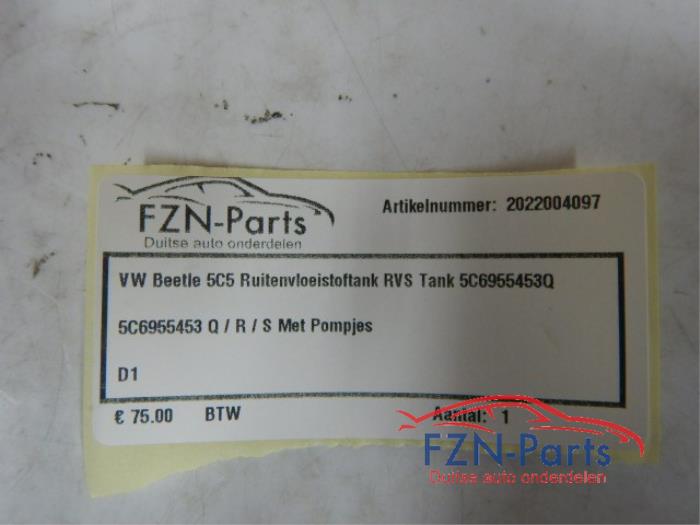 FZN-Parts
Duitse auto onderdelen
Artikelnummer: 2022004097
VW Beetle 5C5 Ruitenvloeistoftank RVS Tank 5C6955453Q
5C6955453 Q / R / S Met Pompjes
D1
€ 75.00 BTW Aantal: 1
FZN-Parts
Duitse auto onderdelen